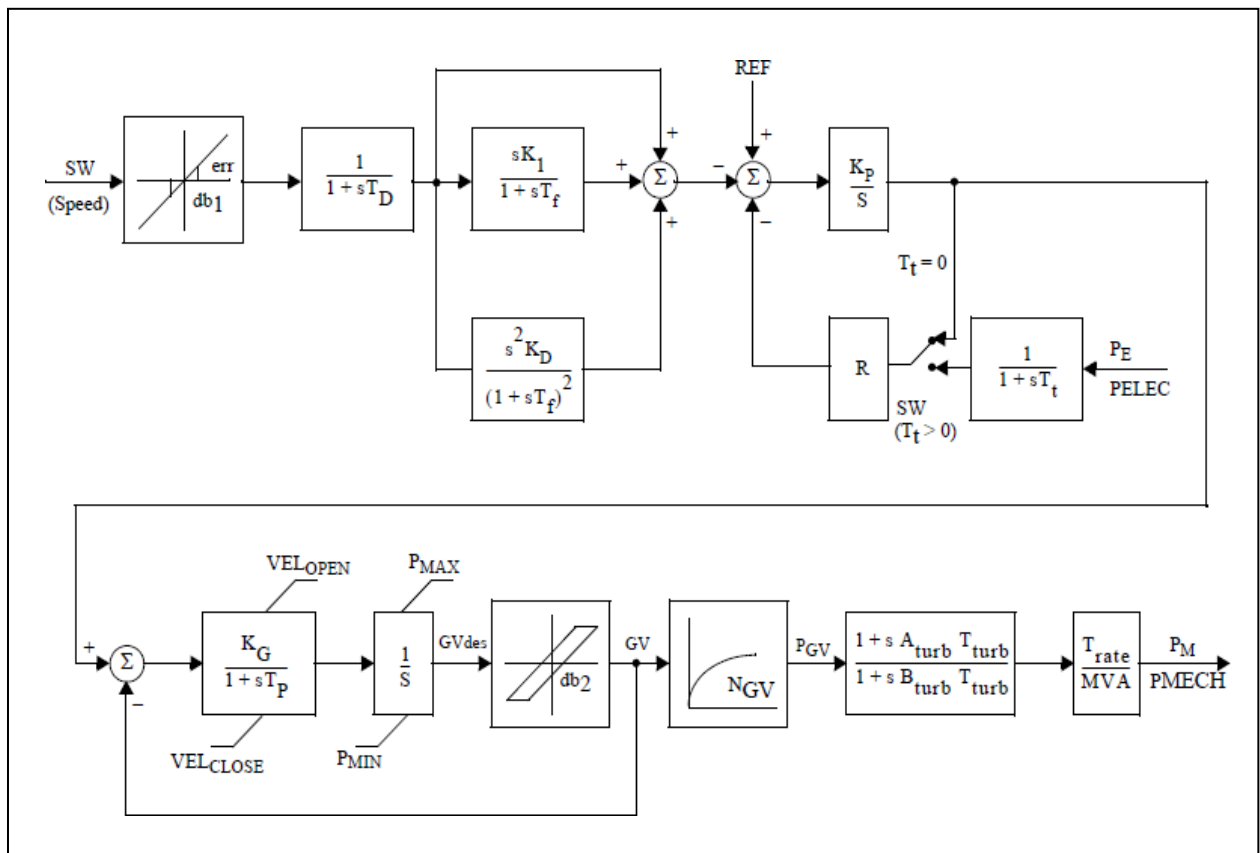 REF
SW
(Speed)
err
db1
1
1 + sTD
sK1
1 + sTf
+
+
+
Σ
−
+
−
Σ
KP
S
Tt = 0
s2KD
(1 + sTf)2
R
SW
(Tt > 0)
1
1 + sTt
PE
PELEC
+
−
Σ
VELOPEN
KG
1 + sTP
VELCLOSE
PMAX
1
S
PMIN
GVdes
db2
GV
NGV
PGV
1 + s Aturb Tturb
1 + s Bturb Tturb
Trate
MVA
PM
PMECH